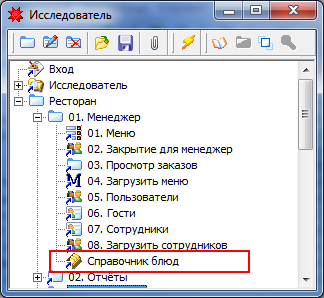 Исследователь
Вход
Исследователь
Ресторан
01. Менеджер
01. Меню
02. Закрытие для менеджер
03. Просмотр заказов
04. Загрузить меню
05. Пользователи
06. Гости
07. Сотрудники
08. Загрузить сотрудников
Справочник блюд
02. Отчёты